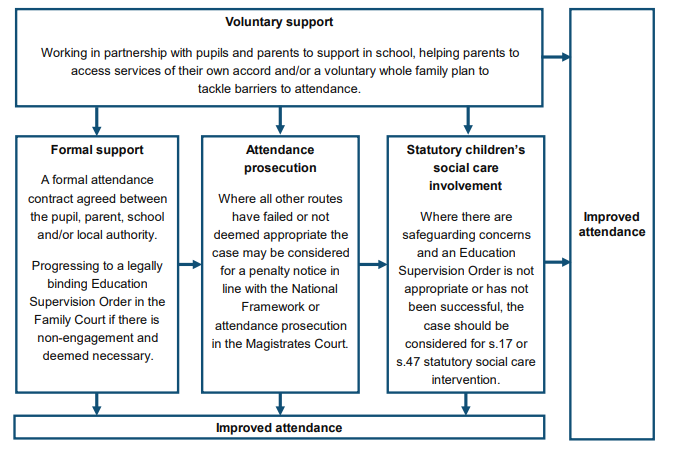 Voluntary support
Working in partnership with pupils and parents to support in school, helping parents to
access services of their own accord and/or a voluntary whole family plan to
tackle barriers to attendance.
Formal support
A formal attendance
contract agreed between
the pupil, parent, school
and/or local authority.
Progressing to a legally
binding Education
Supervision Order in the
Family Court if there is
non-engagement and
deemed necessary.
Attendance
prosecution
Where all other routes
have failed or not
deemed appropriate the
case may be considered
for a penalty notice in
line with the National
Framework or
attendance prosecution
in the Magistrates Court.
Statutory children's
social care
involvement
Where there are
safeguarding concerns
and an Education
Supervision Order is not
appropriate or has not
been successful, the
case should be
considered for s.17 or
s.47 statutory social care
intervention.
Improved
attendance
Improved attendance